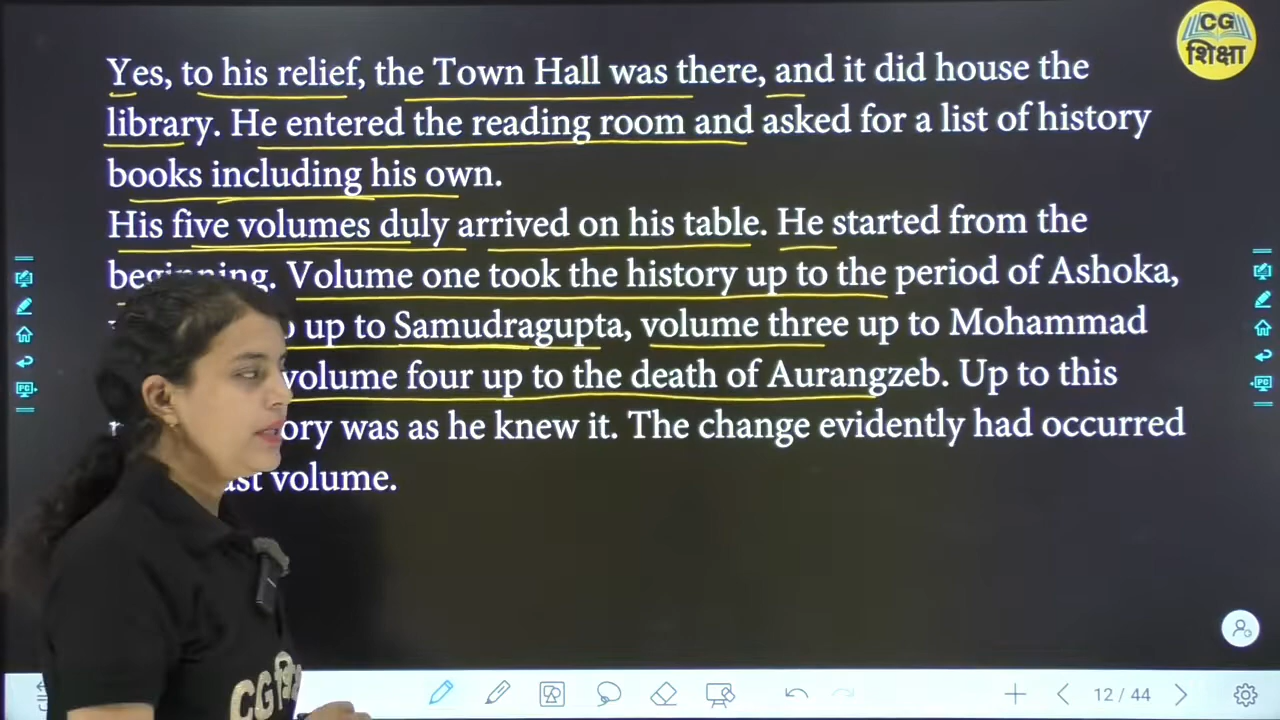 CG
शिक्षा
Yes, to his relief, the Town Hall was there, and it did house the
library. He entered the reading room and asked for a list of history
books including his own.
His five volumes duly arrived on his table. He started from the
beginning. Volume one took the history up to the period of Ashoka,
up to Samudragupta, volume three up to Mohammad
volume four up to the death of Aurangzeb. Up to this
was as he knew it. The change evidently had occurred
volume.
CG
12 / 44